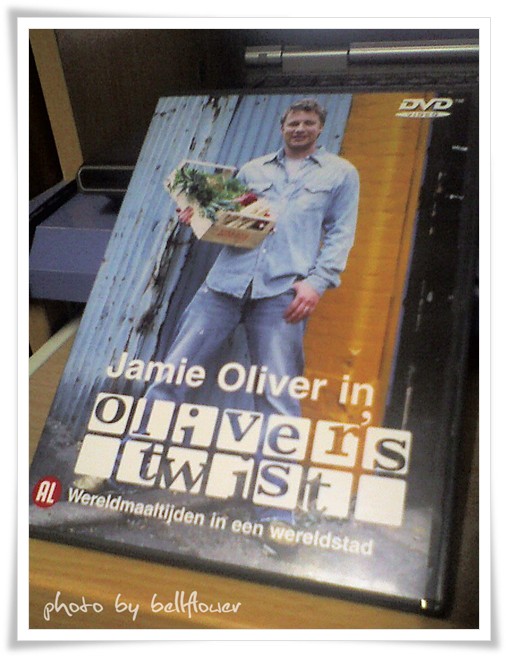 DVD
VIDEO
Jamie Oliver in
oliver's
twist
AL
Wereldmaaltijden in een wereldstad
photo by bellflower